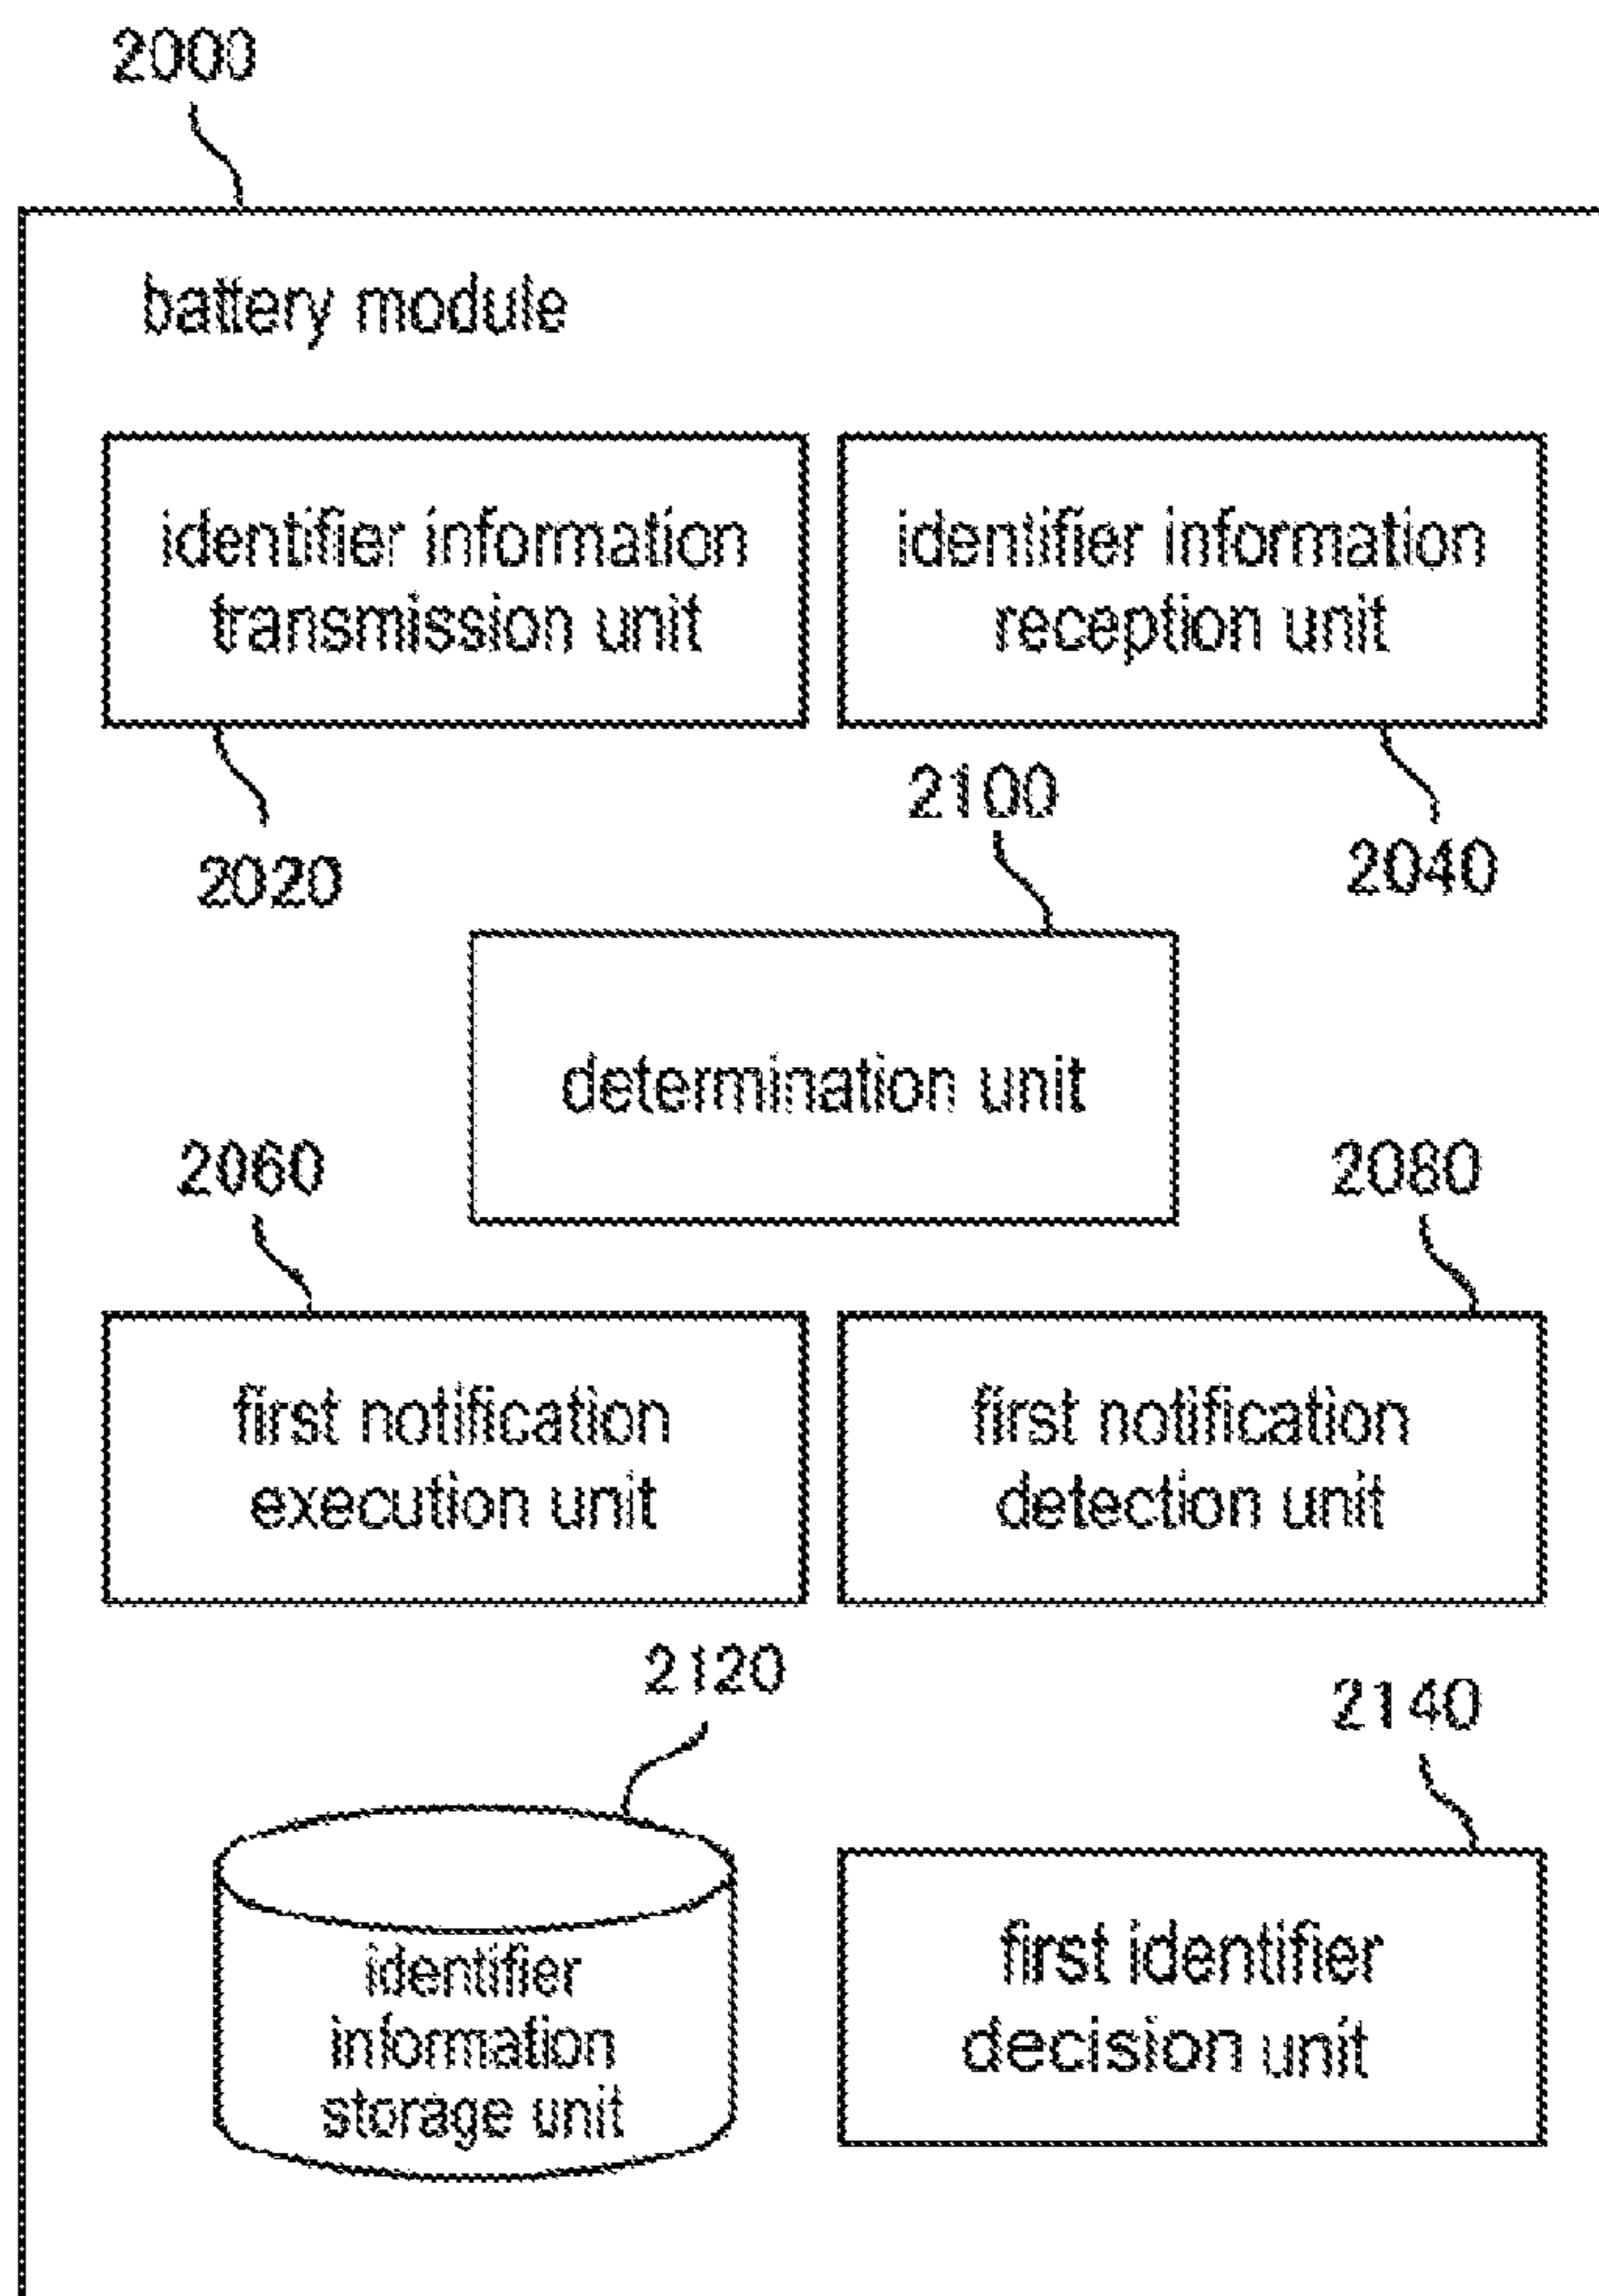 2000
battery module
identifier information
transmission unit
identifier information
reception unit
2020
2100
2040
determination unit
2060
2080
first notification
execution unit
first notification
detection unit
2120
2140
identifier
information
storage unit
first identifier
decision unit